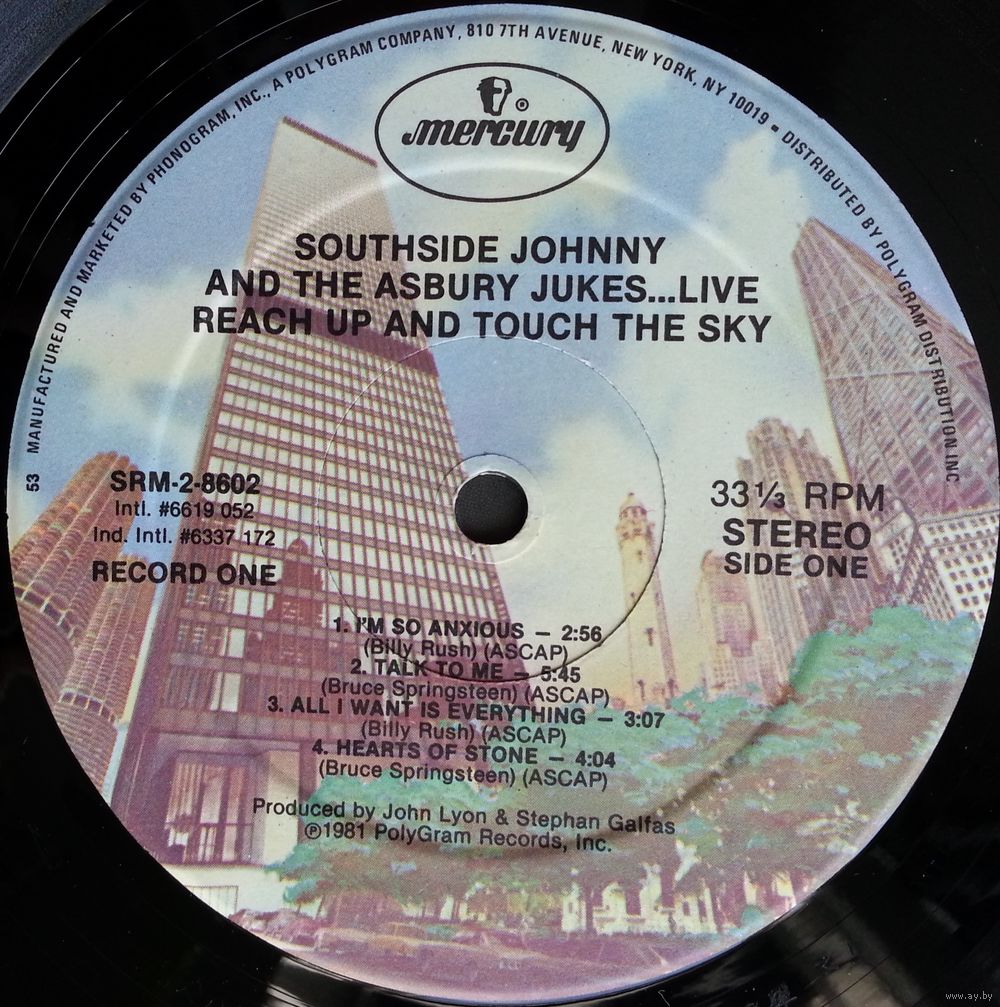 53 MANUFACTURED AND MARKETED BY PHONOGRAM, INC., A POLYGRAM COMPANY, 810 7TH AVENUE, NEW YORK, NY 10019 ▪ DISTRIBUTED BY POLYGRAM DISTRIBUTION INC
®
mercury
SOUTHSIDE JOHNNY
AND THE ASBURY JUKES...LIVE
REACH UP AND TOUCH THE SKY
SRM-2-8602
Intl. #6619 052
Ind. Intl. #6337 172
RECORD ONE
33⅓ RPM
STEREO
SIDE ONE
1. I'M SO ANXIOUS — 2:56
(Billy Rush) (ASCAP)
2. TALK TO ME — 5:45
(Bruce Springsteen) (ASCAP)
3. ALL I WANT IS EVERYTHING — 3:07
(Billy Rush) (ASCAP)
4. HEARTS OF STONE — 4:04
(Bruce Springsteen) (ASCAP)
Produced by John Lyon & Stephan Galfas
℗1981 PolyGram Records, Inc.
www.ay.by